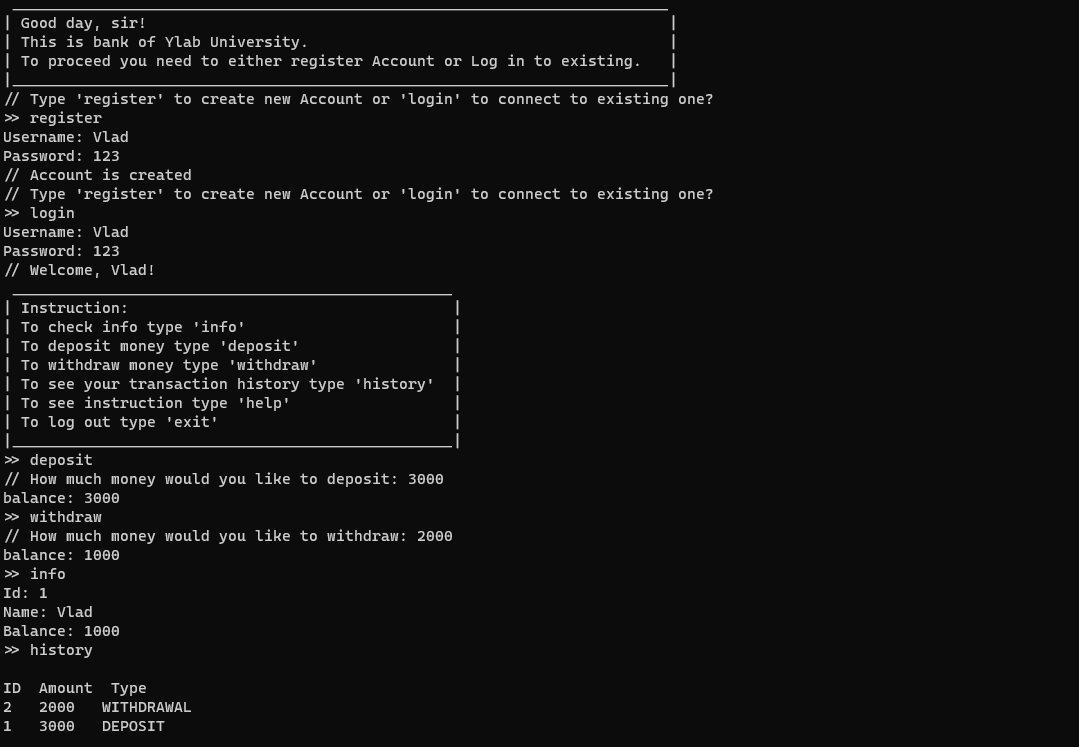 Good day, sir!
This is bank of Ylab University.
To proceed you need to either register Account or Log in to existing.
// Type 'register' to create new Account or 'login' to connect to existing one?
>> register
Username: Vlad
Password: 123
// Account is created
// Type 'register' to create new Account or 'login' to connect to existing one?
>> login
Username: Vlad
Password: 123
// Welcome, Vlad!
Instruction:
To check info type 'info'
To deposit money type 'deposit'
To withdraw money type 'withdraw'
To see your transaction history type 'history'
To see instruction type 'help'
To log out type 'exit'
>> deposit
// How much money would you like to deposit: 3000
balance: 3000
>> withdraw
// How much money would you like to withdraw: 2000
balance: 1000
>> info
Id: 1
Name: Vlad
Balance: 1000
>> history
ID  Amount  Type
2   2000   WITHDRAWAL
1   3000   DEPOSIT